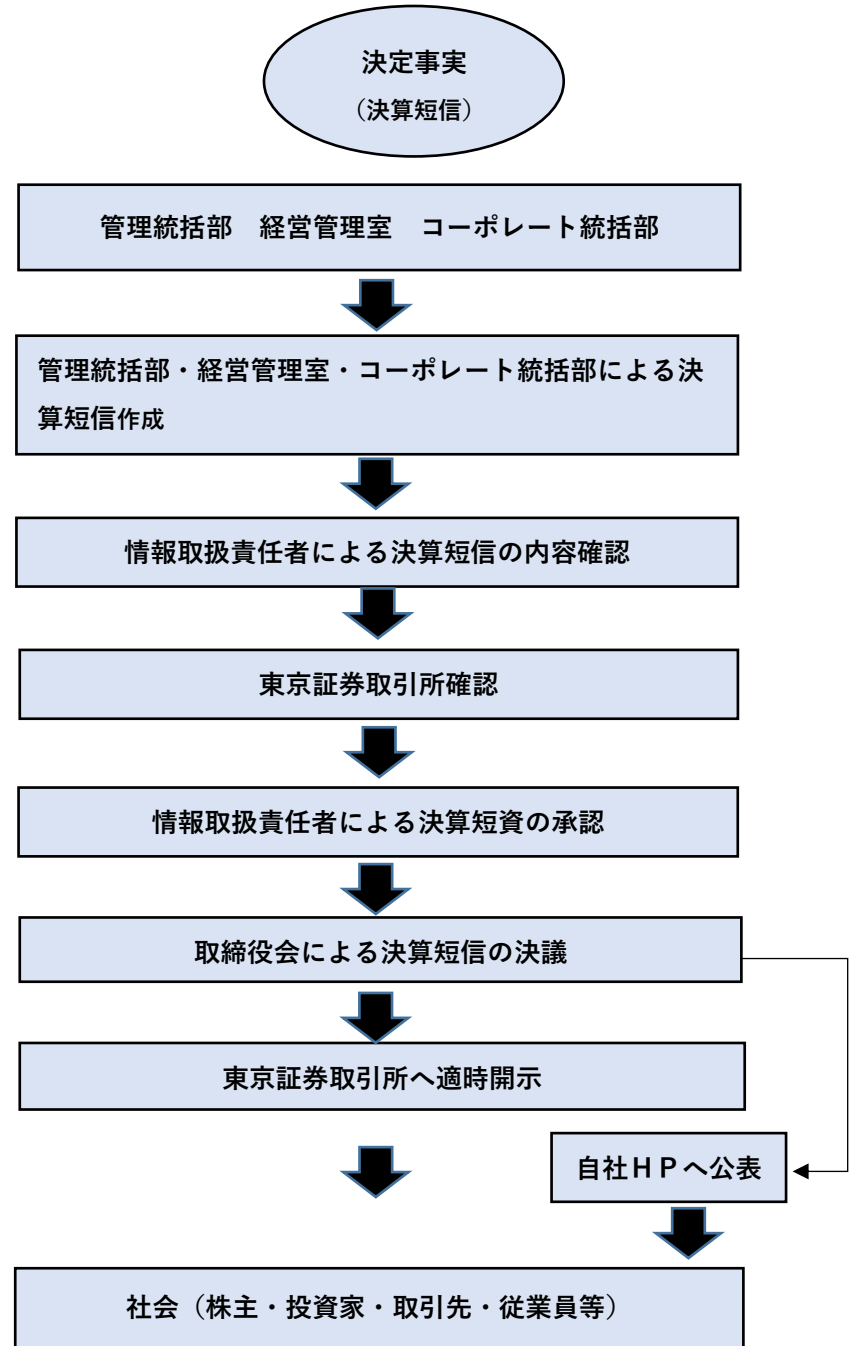 決定事実
（決算短信）
管理統括部　経営管理室　コーポレート統括部
管理統括部・経営管理室・コーポレート統括部による決
算短信作成
情報取扱責任者による決算短信の内容確認
東京証券取引所確認
情報取扱責任者による決算短資の承認
取締役会による決算短信の決議
東京証券取引所へ適時開示
自社ＨＰへ公表
社会（株主・投資家・取引先・従業員等）